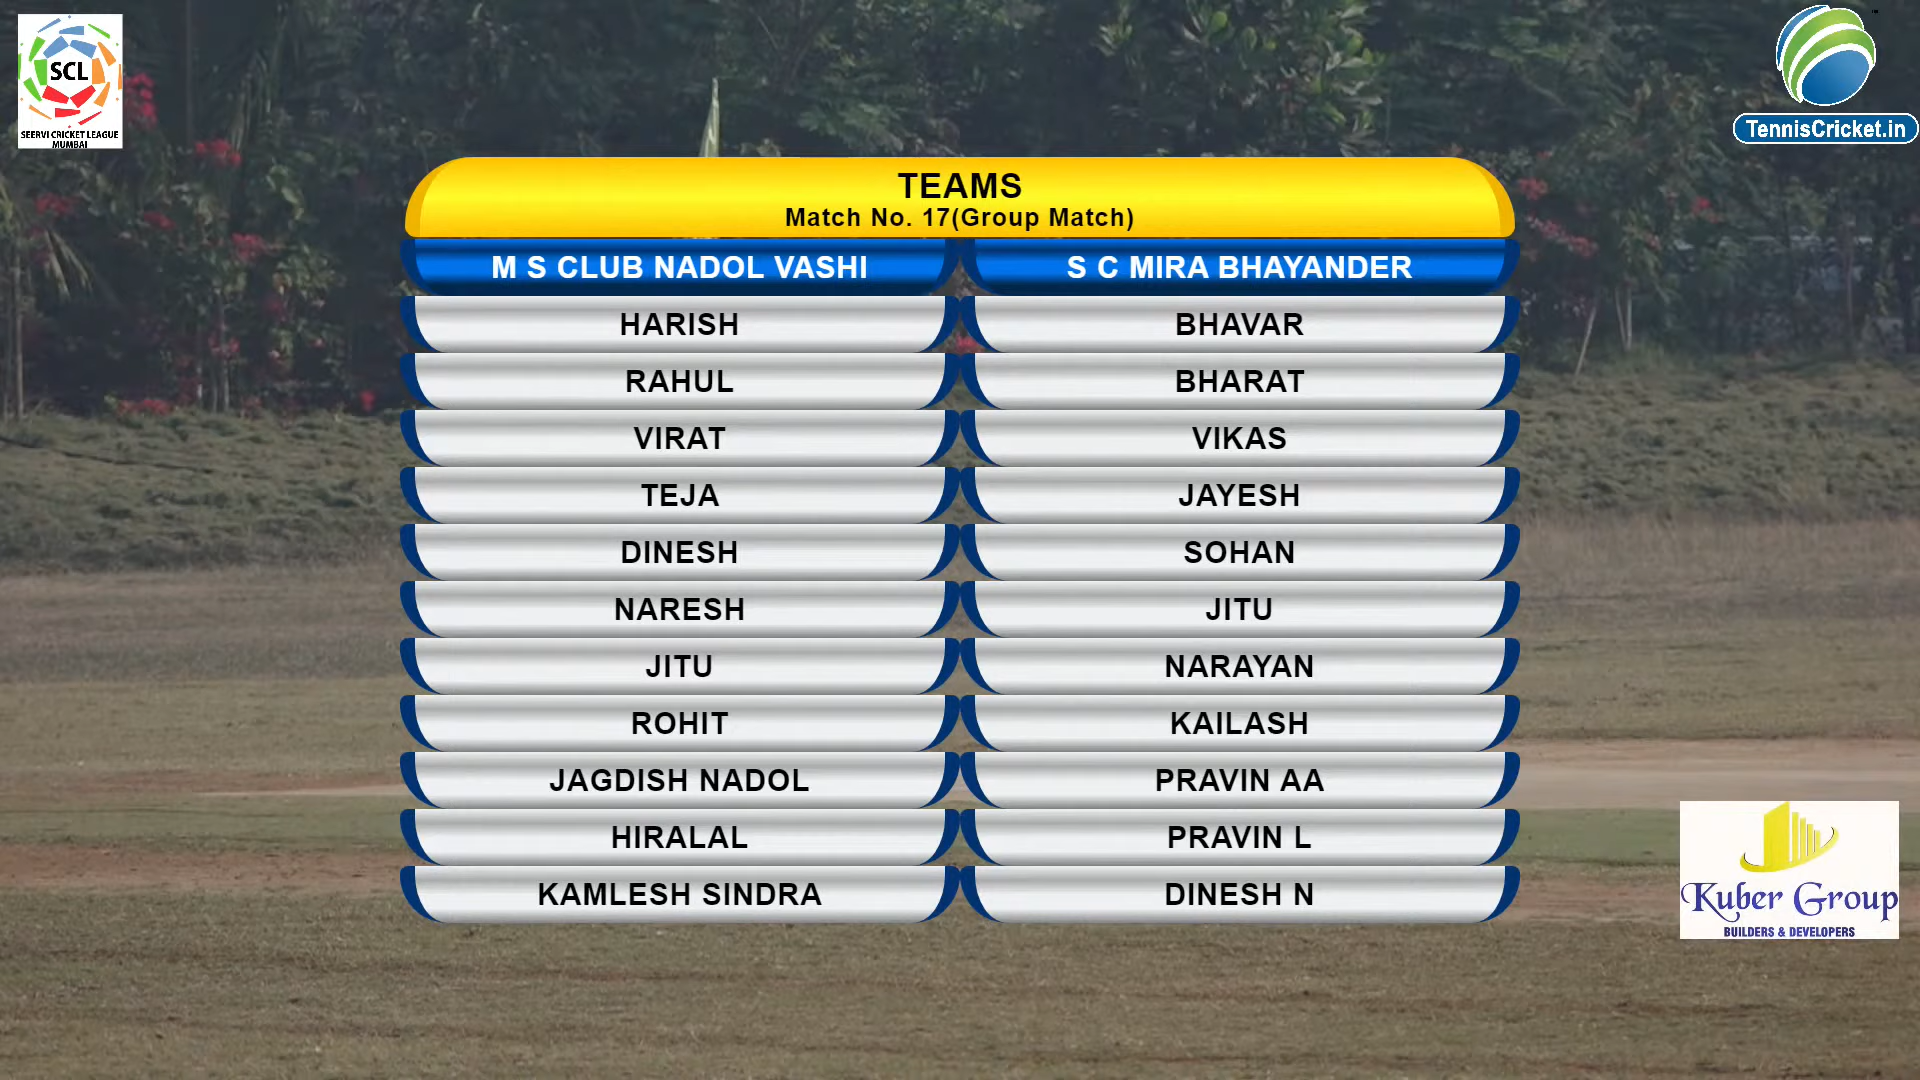 SCL
SEERVI CRICKET LEAGUE
MUMBAI
TennisCricket.in
TEAMS
Match No. 17(Group Match)
M S CLUB NADOL VASHI S C MIRA BHAYANDER
HARISH BHAVAR
RAHUL BHARAT
VIRAT VIKAS
TEJA JAYESH
DINESH SOHAN
NARESH JITU
JITU NARAYAN
ROHIT KAILASH
JAGDISH NADOL PRAVIN AA
HIRALAL PRAVIN L
KAMLESH SINDRA DINESH N
Kuber Group
BUILDERS & DEVELOPERS